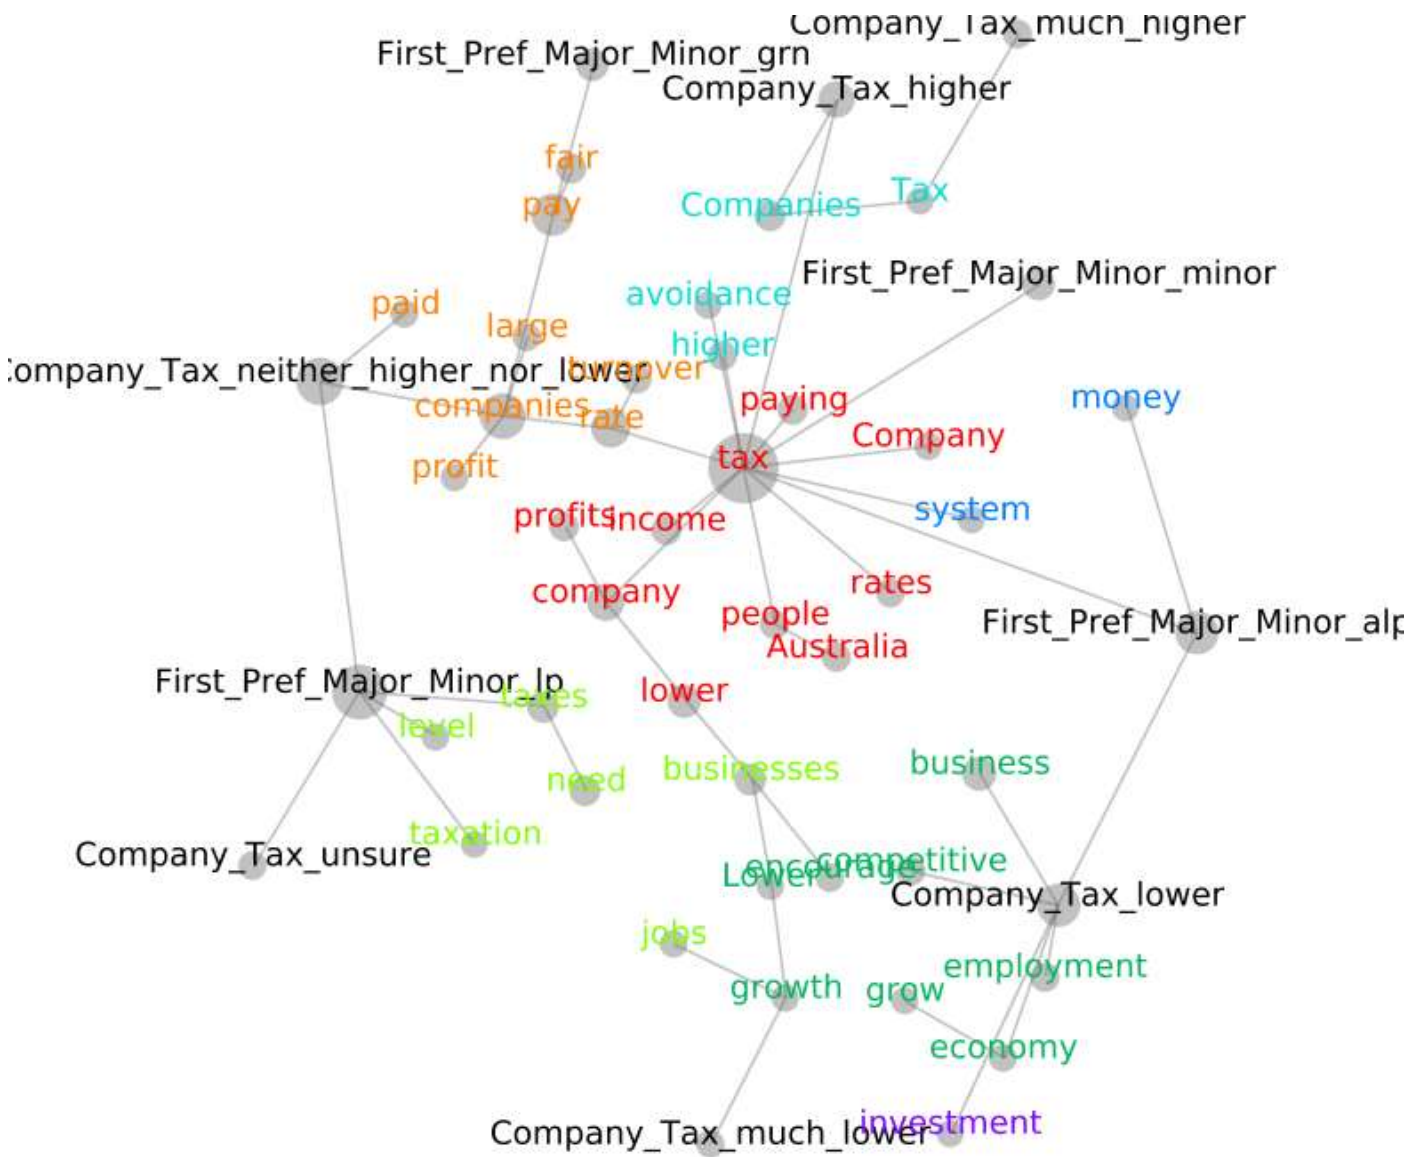 Company_Tax_much_higher
First_Pref_Major_Minor_grn
Company_Tax_higher
fair
Companies
Tax
pay
First_Pref_Major_Minor_minor
avoidance
paid
large
higher
ompany_Tax_neither_higher_nor_lower
turnover
paying
money
companies
rate
Company
tax
profit
system
profits
income
rates
company
people
First_Pref_Major_Minor_alp
Australia
First_Pref_Major_Minor_lp
lower
taxes
level
businesses
business
need
taxation
Company_Tax_unsure
encourage
competitive
Lower
Company_Tax_lower
jobs
employment
growth
grow
economy
investment
Company_Tax_much_lower